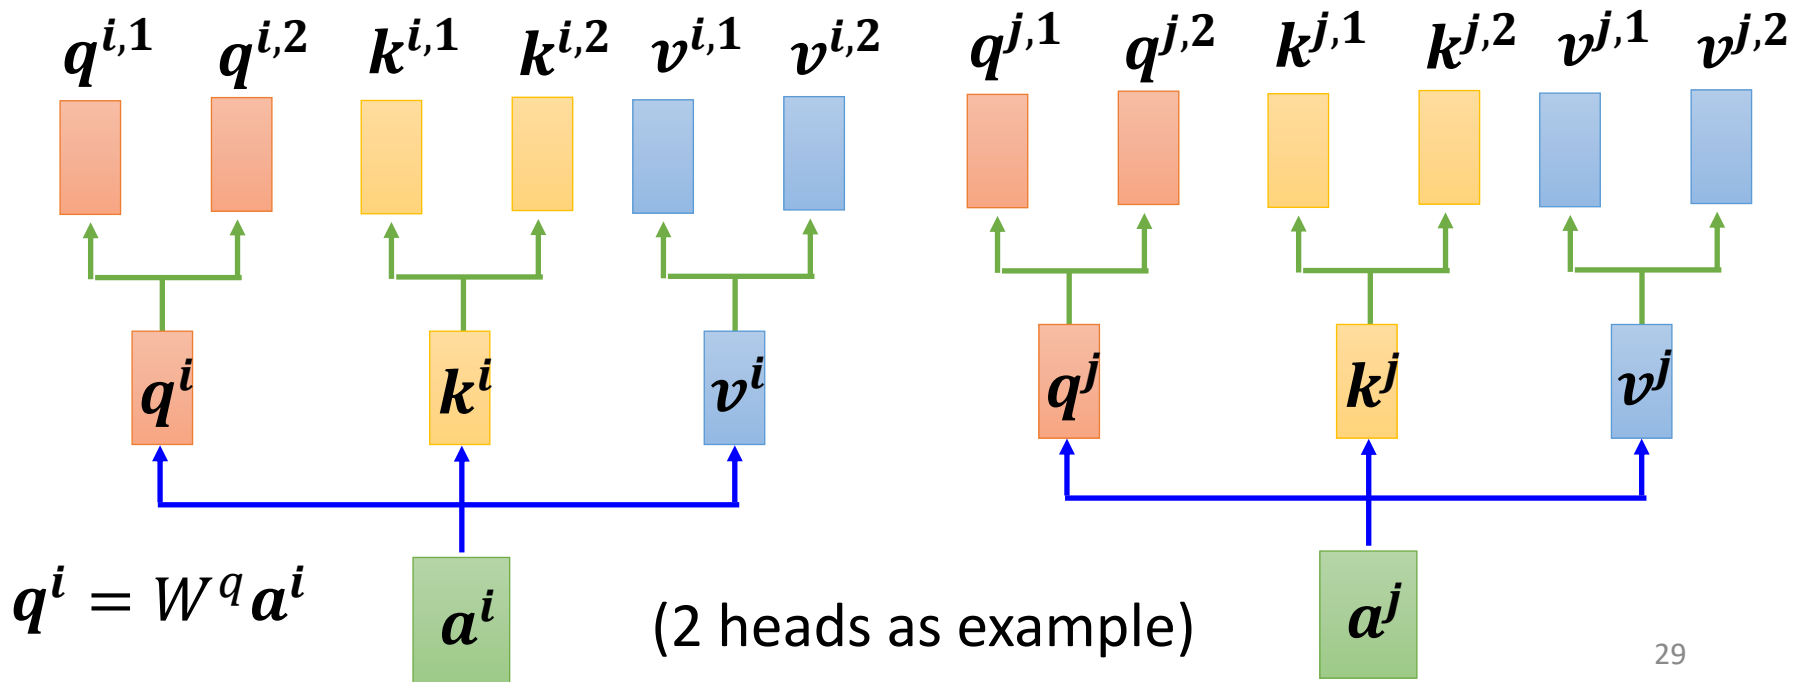 q^{i,1} q^{i,2} k^{i,1} k^{i,2} v^{i,1} v^{i,2} q^{j,1} q^{j,2} k^{j,1} k^{j,2} v^{j,1} v^{j,2}
q^i k^i v^i q^j k^j v^j
q^i = W^q a^i a^i (2 heads as example) a^j
29